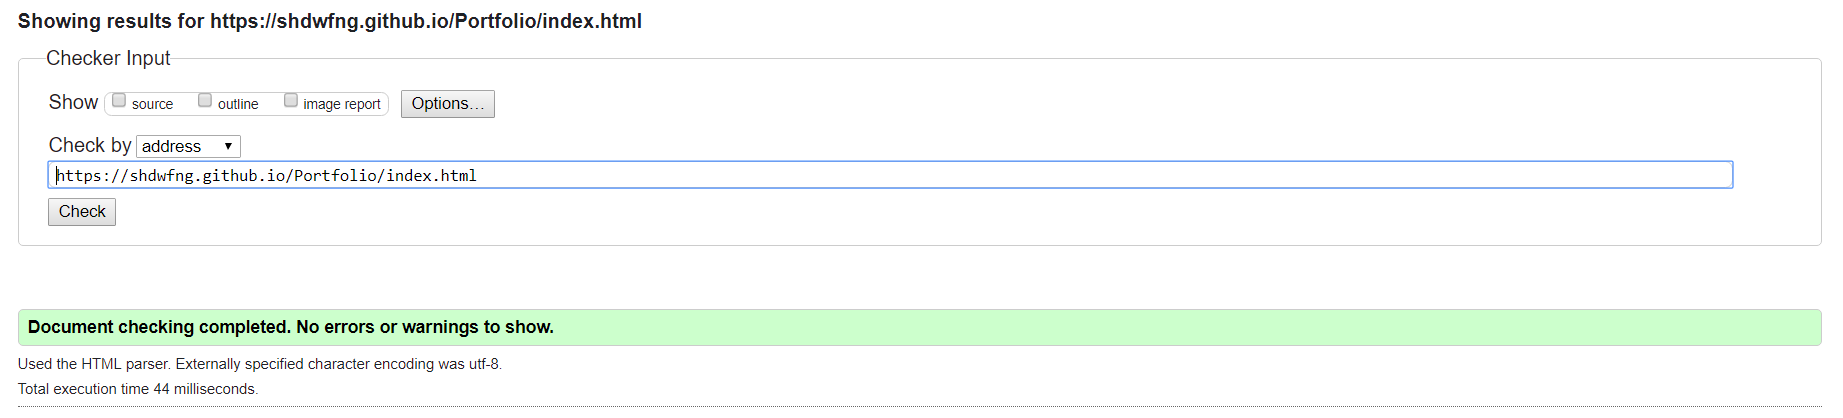 Showing results for https://shdwfng.github.io/Portfolio/index.html
Checker Input
Show source outline image report Options...
Check by address
https://shdwfng.github.io/Portfolio/index.html
Check
Document checking completed. No errors or warnings to show.
Used the HTML parser. Externally specified character encoding was utf-8.
Total execution time 44 milliseconds.